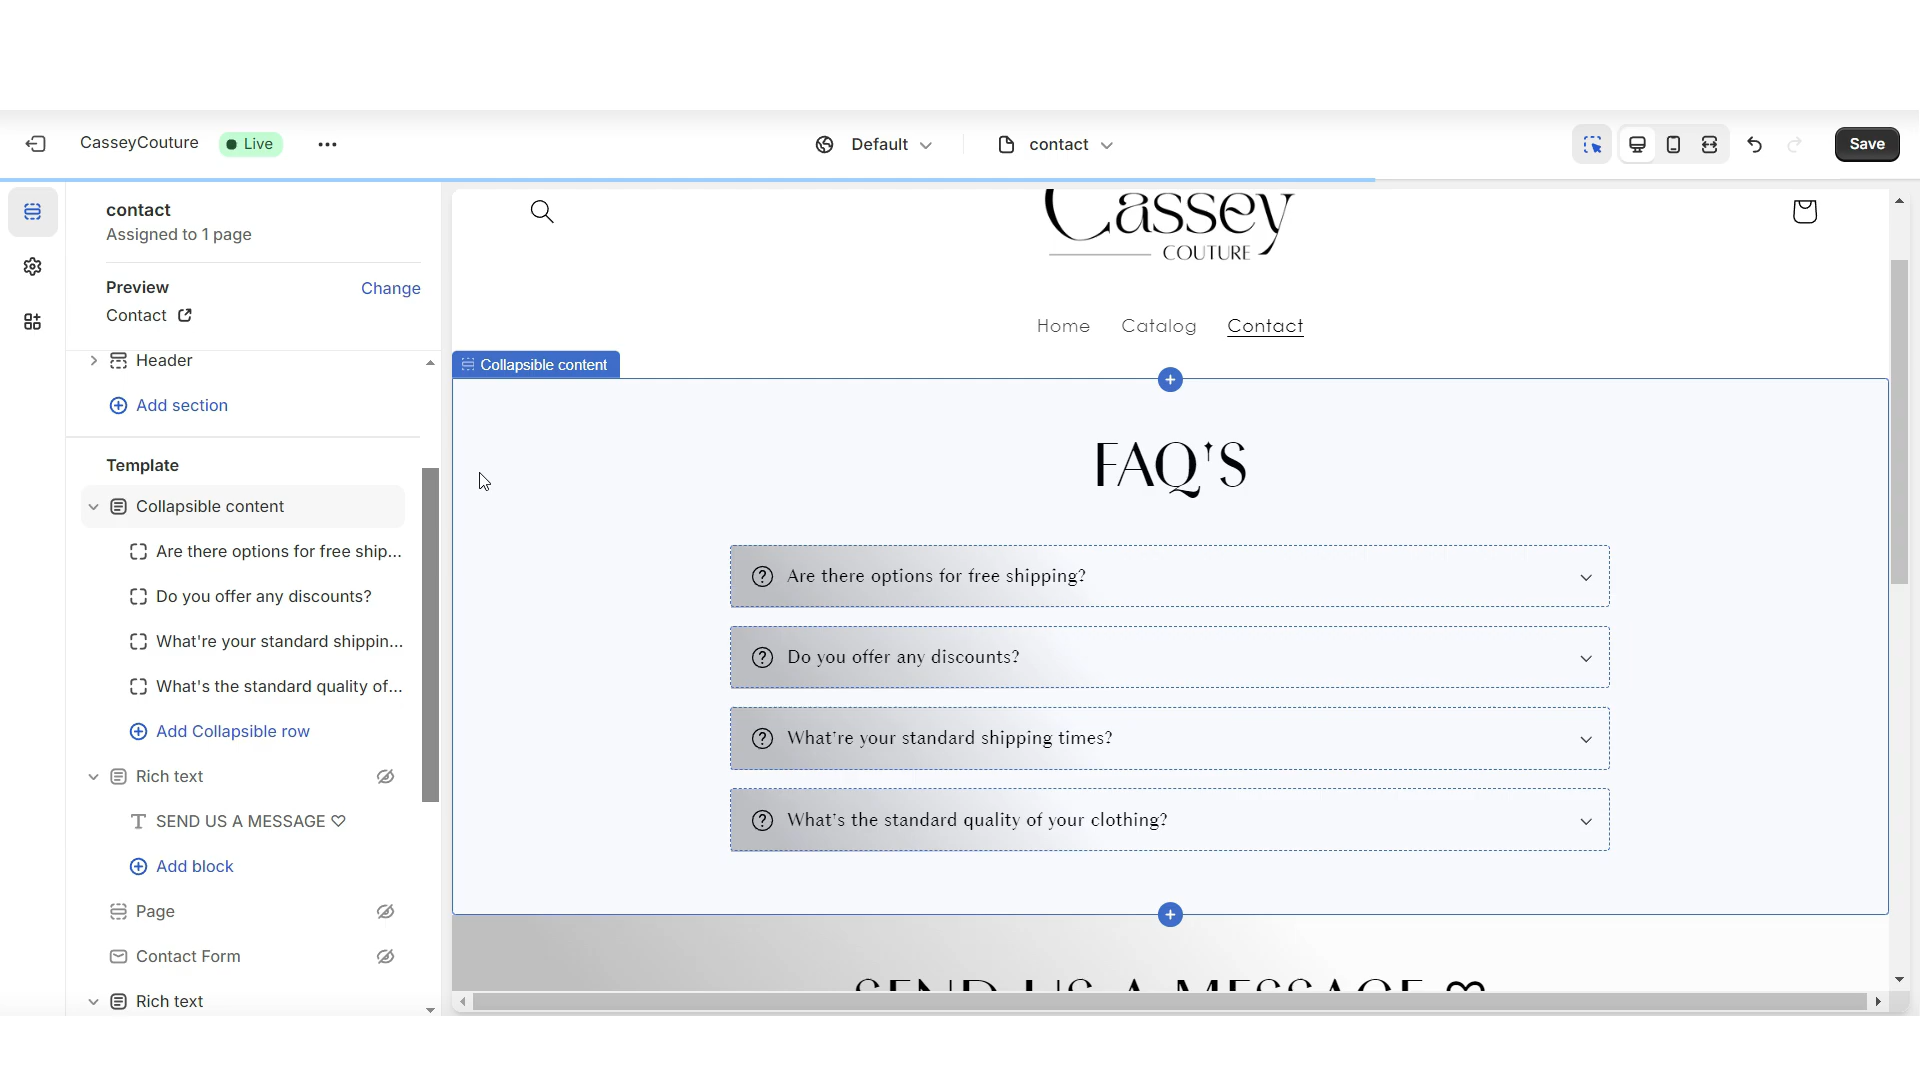 CasseyCouture
Live
Default
contact
Save
contact
Assigned to 1 page
Preview
Change
Contact
Header
Add section
Template
Collapsible content
Are there options for free ship...
Do you offer any discounts?
What're your standard shippin...
What's the standard quality of...
Add Collapsible row
Rich text
SEND US A MESSAGE ♡
Add block
Page
Contact Form
Rich text
Cassey
COUTURE
Home Catalog Contact
Collapsible content
FAQ'S
Are there options for free shipping?
Do you offer any discounts?
What're your standard shipping times?
What's the standard quality of your clothing?
SEND US A MESSAGE ♡